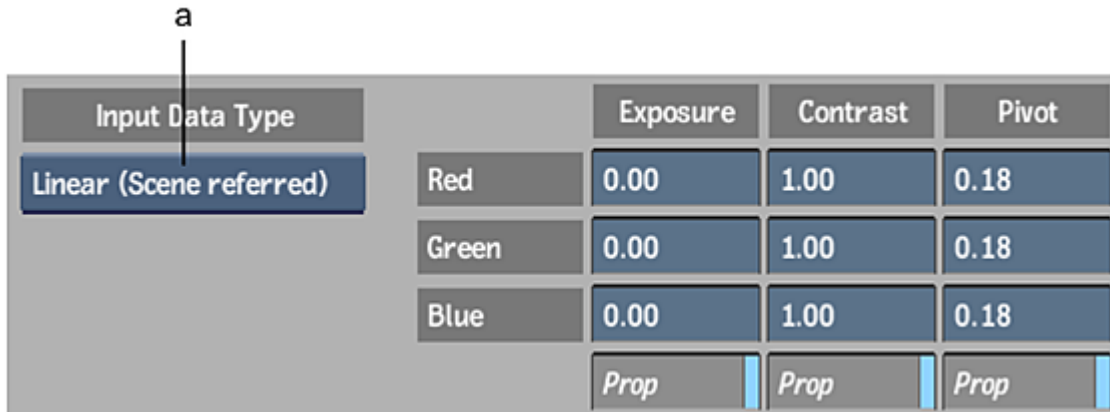 a
Input Data Type Exposure Contrast Pivot
Linear (Scene referred) Red 0.00 1.00 0.18
Green 0.00 1.00 0.18
Blue 0.00 1.00 0.18
Prop Prop Prop